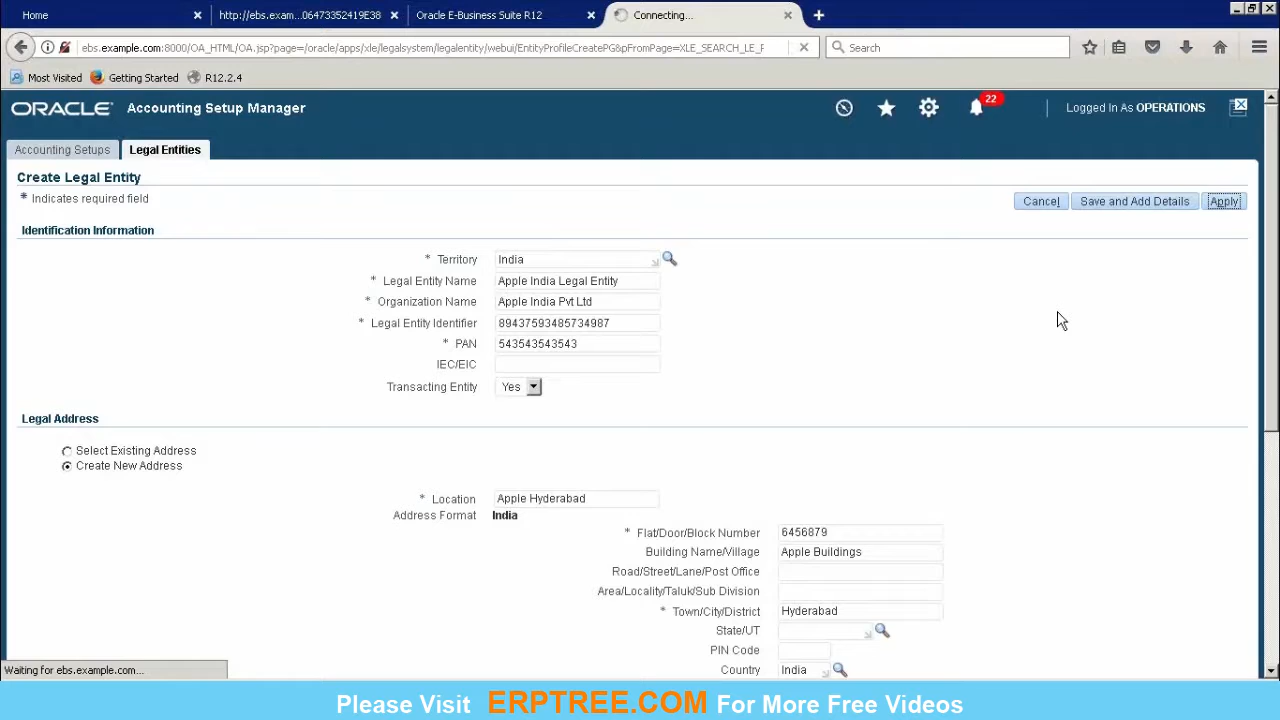 Home
http://ebs.exam...06473352419E38
Oracle E-Business Suite R12
Connecting...
ebs.example.com:8000/OA_HTML/OA.jsp?page=/oracle/apps/xle/legalsystem/legalentity/webui/EntityProfileCreatePG&pFromPage=XLE_SEARCH_LE_F
Search
Most Visited
Getting Started
R12.2.4
ORACLE Accounting Setup Manager
22
Logged In As OPERATIONS
Accounting Setups
Legal Entities
Create Legal Entity
* Indicates required field
Cancel
Save and Add Details
Apply
Identification Information
* Territory India
* Legal Entity Name Apple India Legal Entity
* Organization Name Apple India Pvt Ltd
* Legal Entity Identifier 89437593485734987
* PAN 543543543543
IEC/EIC
Transacting Entity Yes
Legal Address
Select Existing Address
Create New Address
* Location Apple Hyderabad
Address Format India
* Flat/Door/Block Number 6456879
Building Name/Village Apple Buildings
Road/Street/Lane/Post Office
Area/Locality/Taluk/Sub Division
* Town/City/District Hyderabad
State/UT
PIN Code
Country India
Waiting for ebs.example.com...
Please Visit ERPTREE.COM For More Free Videos